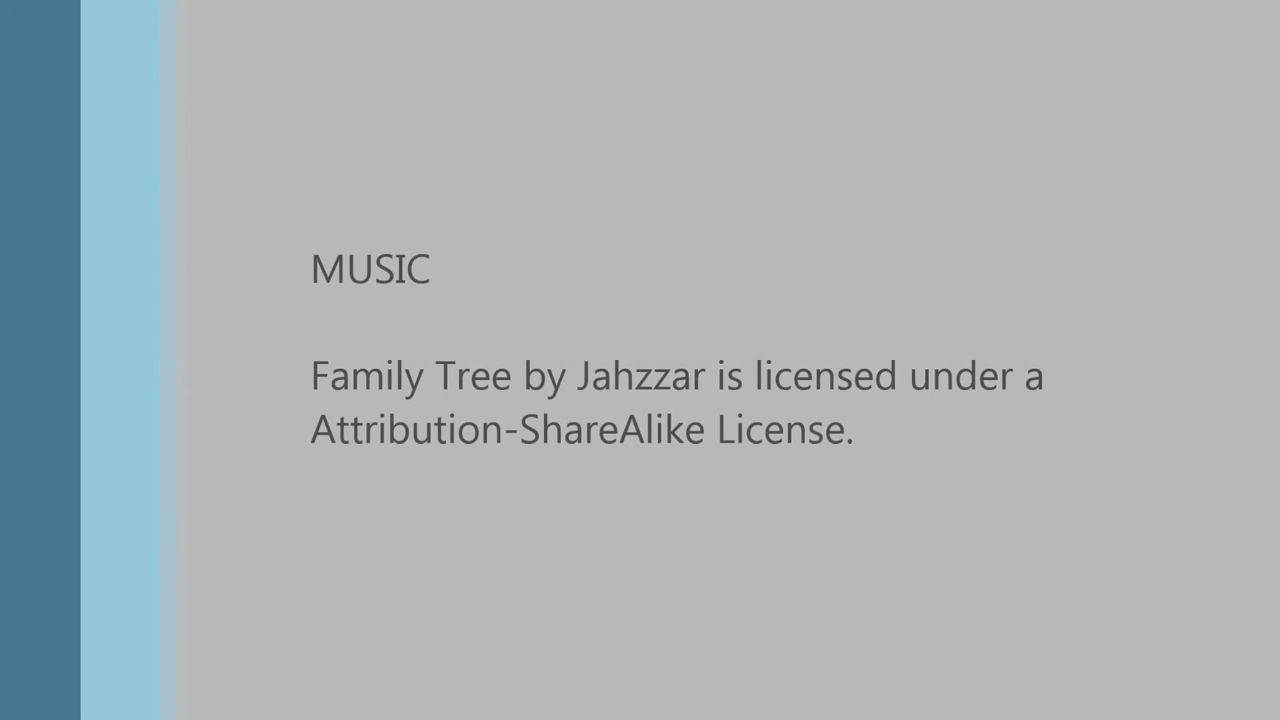 MUSIC
Family Tree by Jahzzar is licensed under a
Attribution-ShareAlike License.